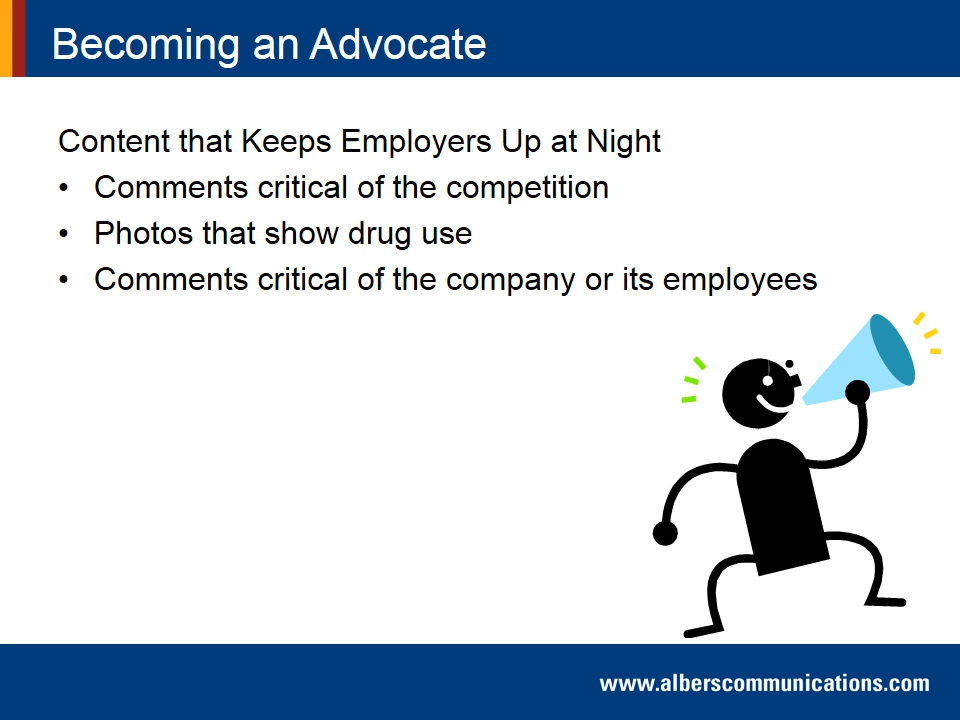 Becoming an Advocate
Content that Keeps Employers Up at Night
• Comments critical of the competition
• Photos that show drug use
• Comments critical of the company or its employees
www.alberscommunications.com